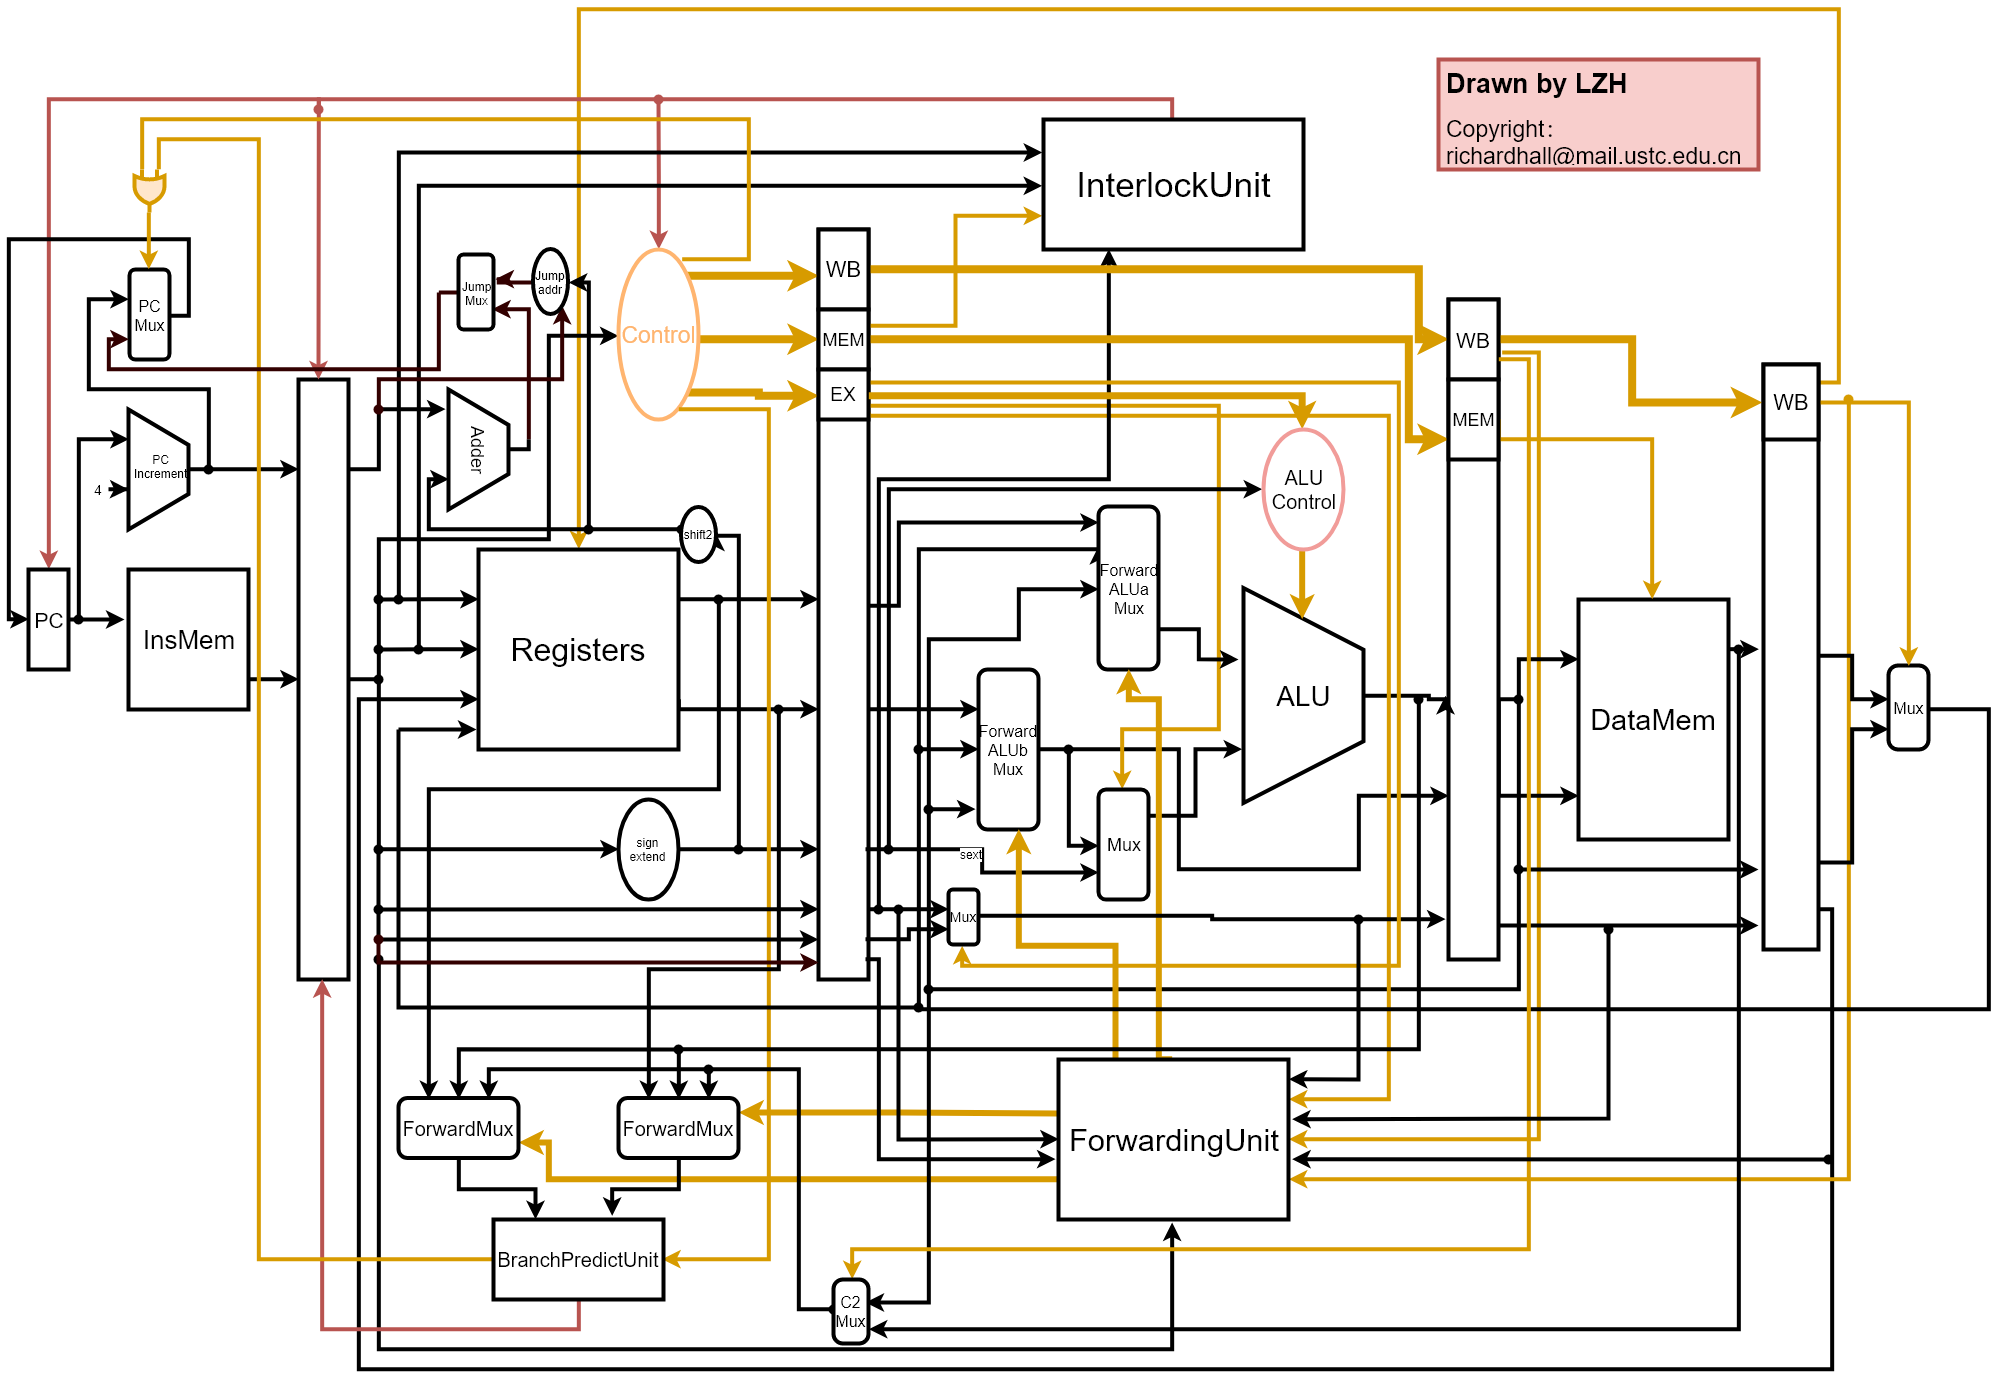 Drawn by LZH
Copyright：
richardhall@mail.ustc.edu.cn
InterlockUnit
WB
MEM
EX
Control
Jump
addr
Jump
Mux
PC
Mux
WB
MEM
WB
Adder
PC
Increment
4
ALU
Control
shift2
PC
InsMem
Registers
Forward
ALUa
Mux
ALU
DataMem
Mux
Forward
ALUb
Mux
Mux
sign
extend
sext
Mux
ForwardMux
ForwardMux
ForwardingUnit
BranchPredictUnit
C2
Mux